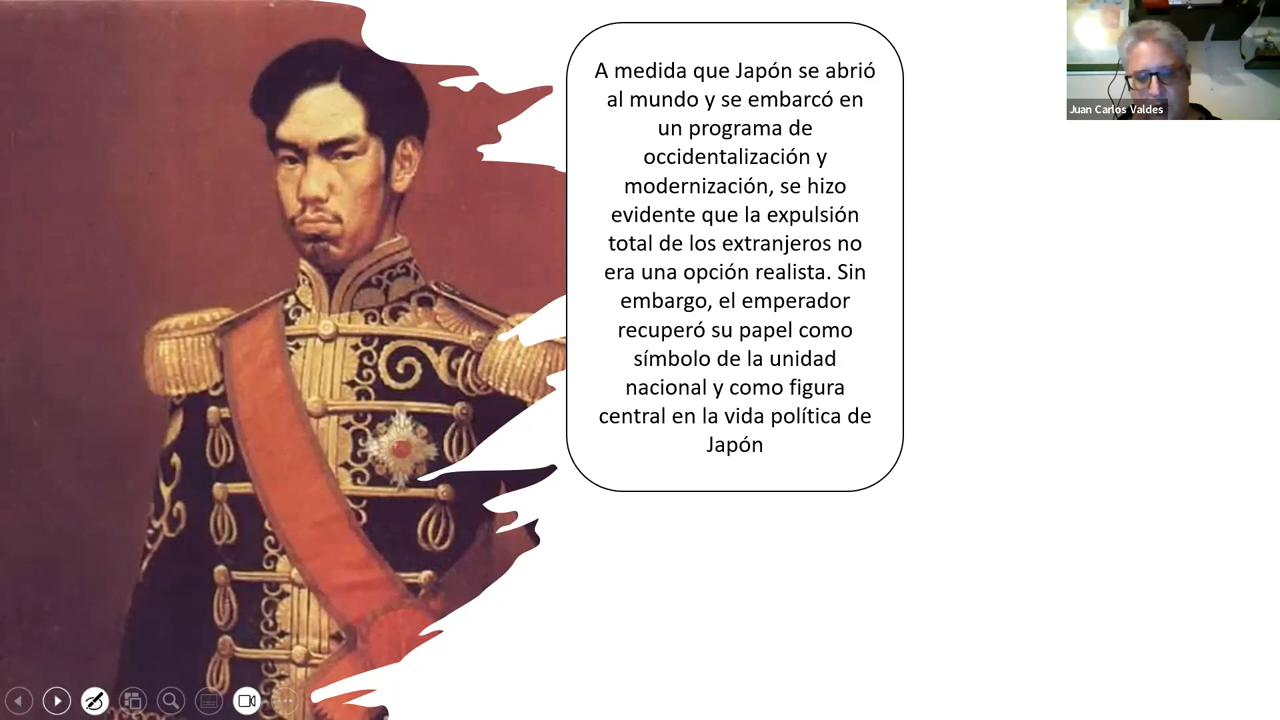 A medida que Japón se abrió
al mundo y se embarcó en
un programa de
occidentalización y
modernización, se hizo
evidente que la expulsión
total de los extranjeros no
era una opción realista. Sin
embargo, el emperador
recuperó su papel como
símbolo de la unidad
nacional y como figura
central en la vida política de
Japón
Juan Carlos Valdes